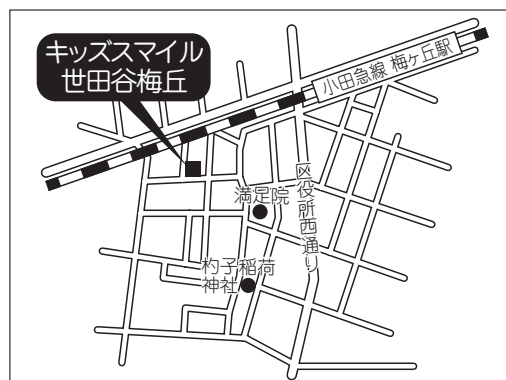 キッズスマイル
世田谷梅丘
小田急線 梅ヶ丘駅
区役所西通り
満足院
杓子稲荷
神社